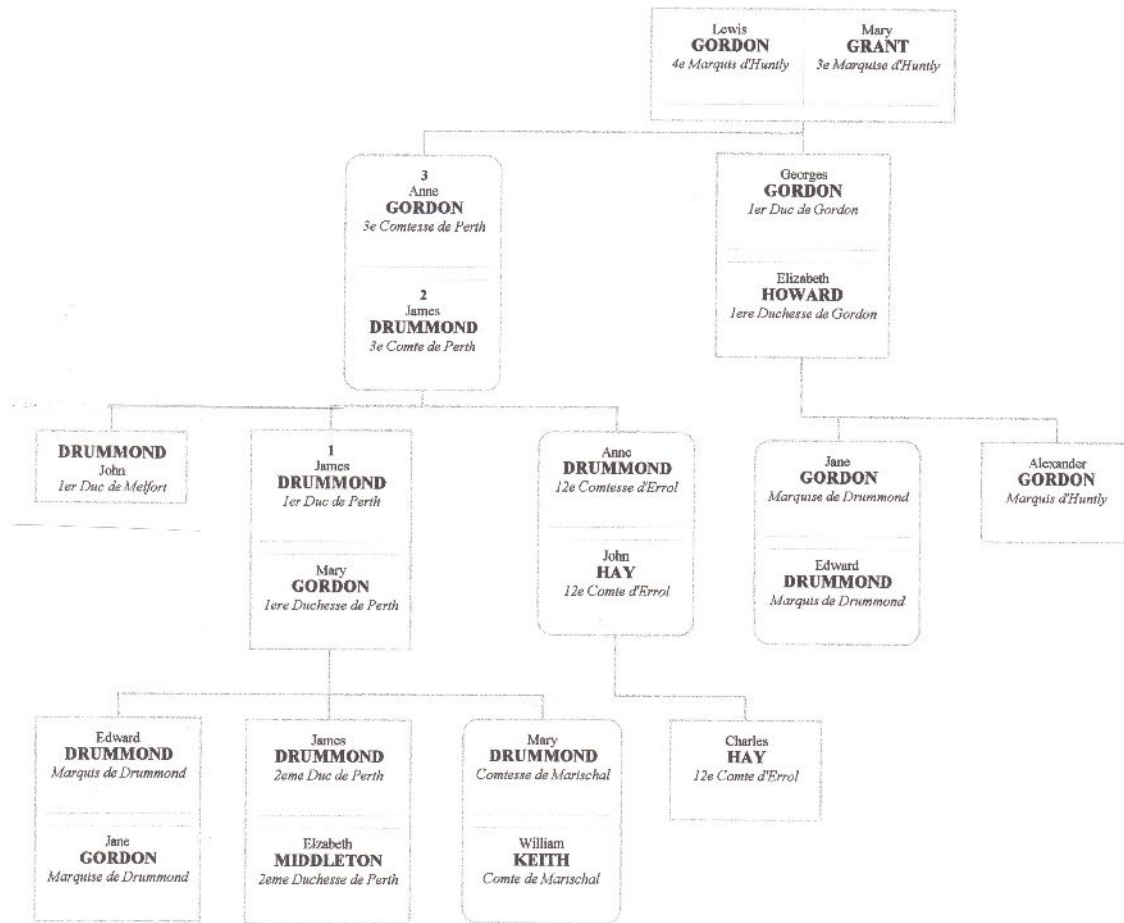 Lewis
GORDON
4e Marquis d'Huntly
Mary
GRANT
3e Marquise d'Huntly
3
Anne
GORDON
3e Comtesse de Perth
2
James
DRUMMOND
3e Comte de Perth
Georges
GORDON
1er Duc de Gordon
Elizabeth
HOWARD
1ere Duchesse de Gordon
DRUMMOND
John
1er Duc de Melfort
1
James
DRUMMOND
1er Duc de Perth
Mary
GORDON
1ere Duchesse de Perth
Anne
DRUMMOND
12e Comtesse d'Errol
John
HAY
12e Comte d'Errol
Jane
GORDON
Marquise de Drummond
Edward
DRUMMOND
Marquis de Drummond
Alexander
GORDON
Marquis d'Huntly
Edward
DRUMMOND
Marquis de Drummond
Jane
GORDON
Marquise de Drummond
James
DRUMMOND
2eme Duc de Perth
Elzabeth
MIDDLETON
2eme Duchesse de Perth
Mary
DRUMMOND
Comtesse de Marischal
William
KEITH
Comte de Marischal
Charles
HAY
12e Comte d'Errol